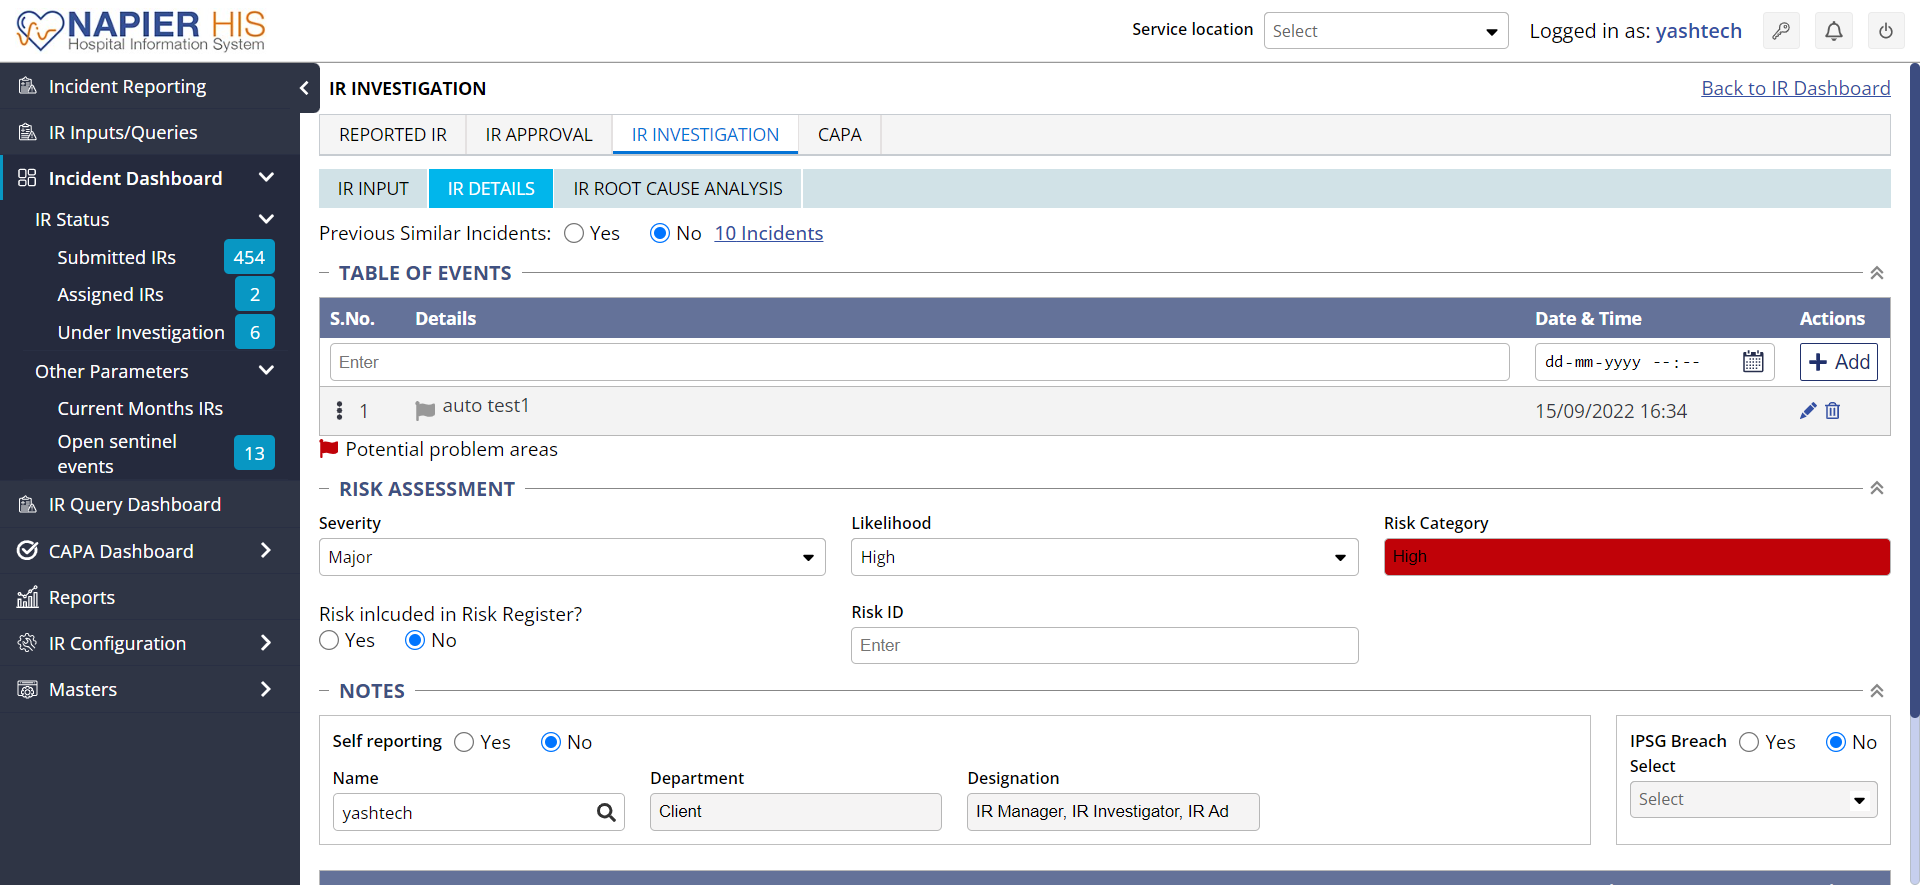 NAPIER HIS
Hospital Information System
Service location
Select
Logged in as: yashtech
Incident Reporting
IR Inputs/Queries
Incident Dashboard
IR Status
Submitted IRs 454
Assigned IRs 2
Under Investigation 6
Other Parameters
Current Months IRs
Open sentinel
events 13
IR Query Dashboard
CAPA Dashboard
Reports
IR Configuration
Masters
IR INVESTIGATION
Back to IR Dashboard
REPORTED IR IR APPROVAL IR INVESTIGATION CAPA
IR INPUT IR DETAILS IR ROOT CAUSE ANALYSIS
Previous Similar Incidents: Yes No 10 Incidents
TABLE OF EVENTS
S.No. Details Date & Time Actions
Enter dd-mm-yyyy --:-- Add
1 auto test1 15/09/2022 16:34
Potential problem areas
RISK ASSESSMENT
Severity Likelihood Risk Category
Major High High
Risk inlcuded in Risk Register? Risk ID
Yes No
Enter
NOTES
Self reporting Yes No
Name Department Designation
yashtech Client IR Manager, IR Investigator, IR Ad
IPSG Breach Yes No
Select
Select